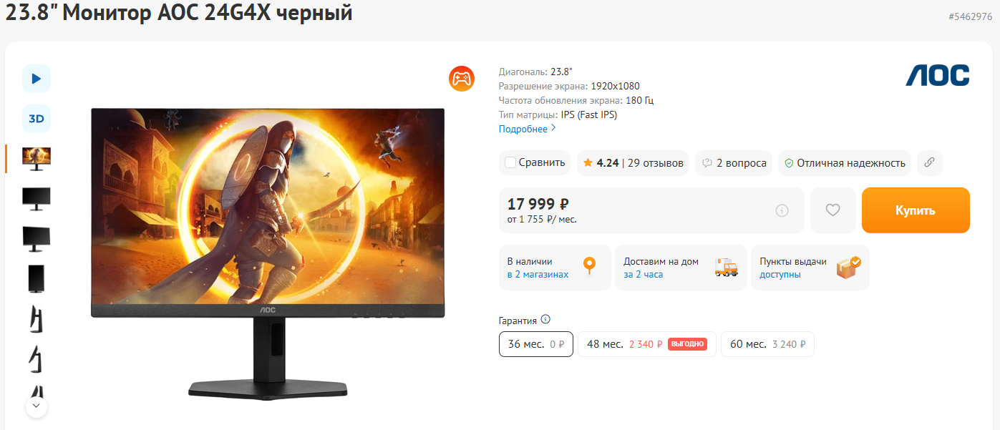 23.8" Монитор AOC 24G4X черный
#5462976
3D
AOC
Диагональ: 23.8"
Разрешение экрана: 1920x1080
Частота обновления экрана: 180 Гц
Тип матрицы: IPS (Fast IPS)
Подробнее
AOC
Сравнить
4.24 | 29 отзывов
2 вопроса
Отличная надежность
17 999 ₽
от 1 755 ₽/ мес.
Купить
В наличии
в 2 магазинах
Доставим на дом
за 2 часа
Пункты выдачи
доступны
Гарантия
36 мес. 0 ₽
48 мес. 2 340 ₽ ВЫГОДНО
60 мес. 3 240 ₽